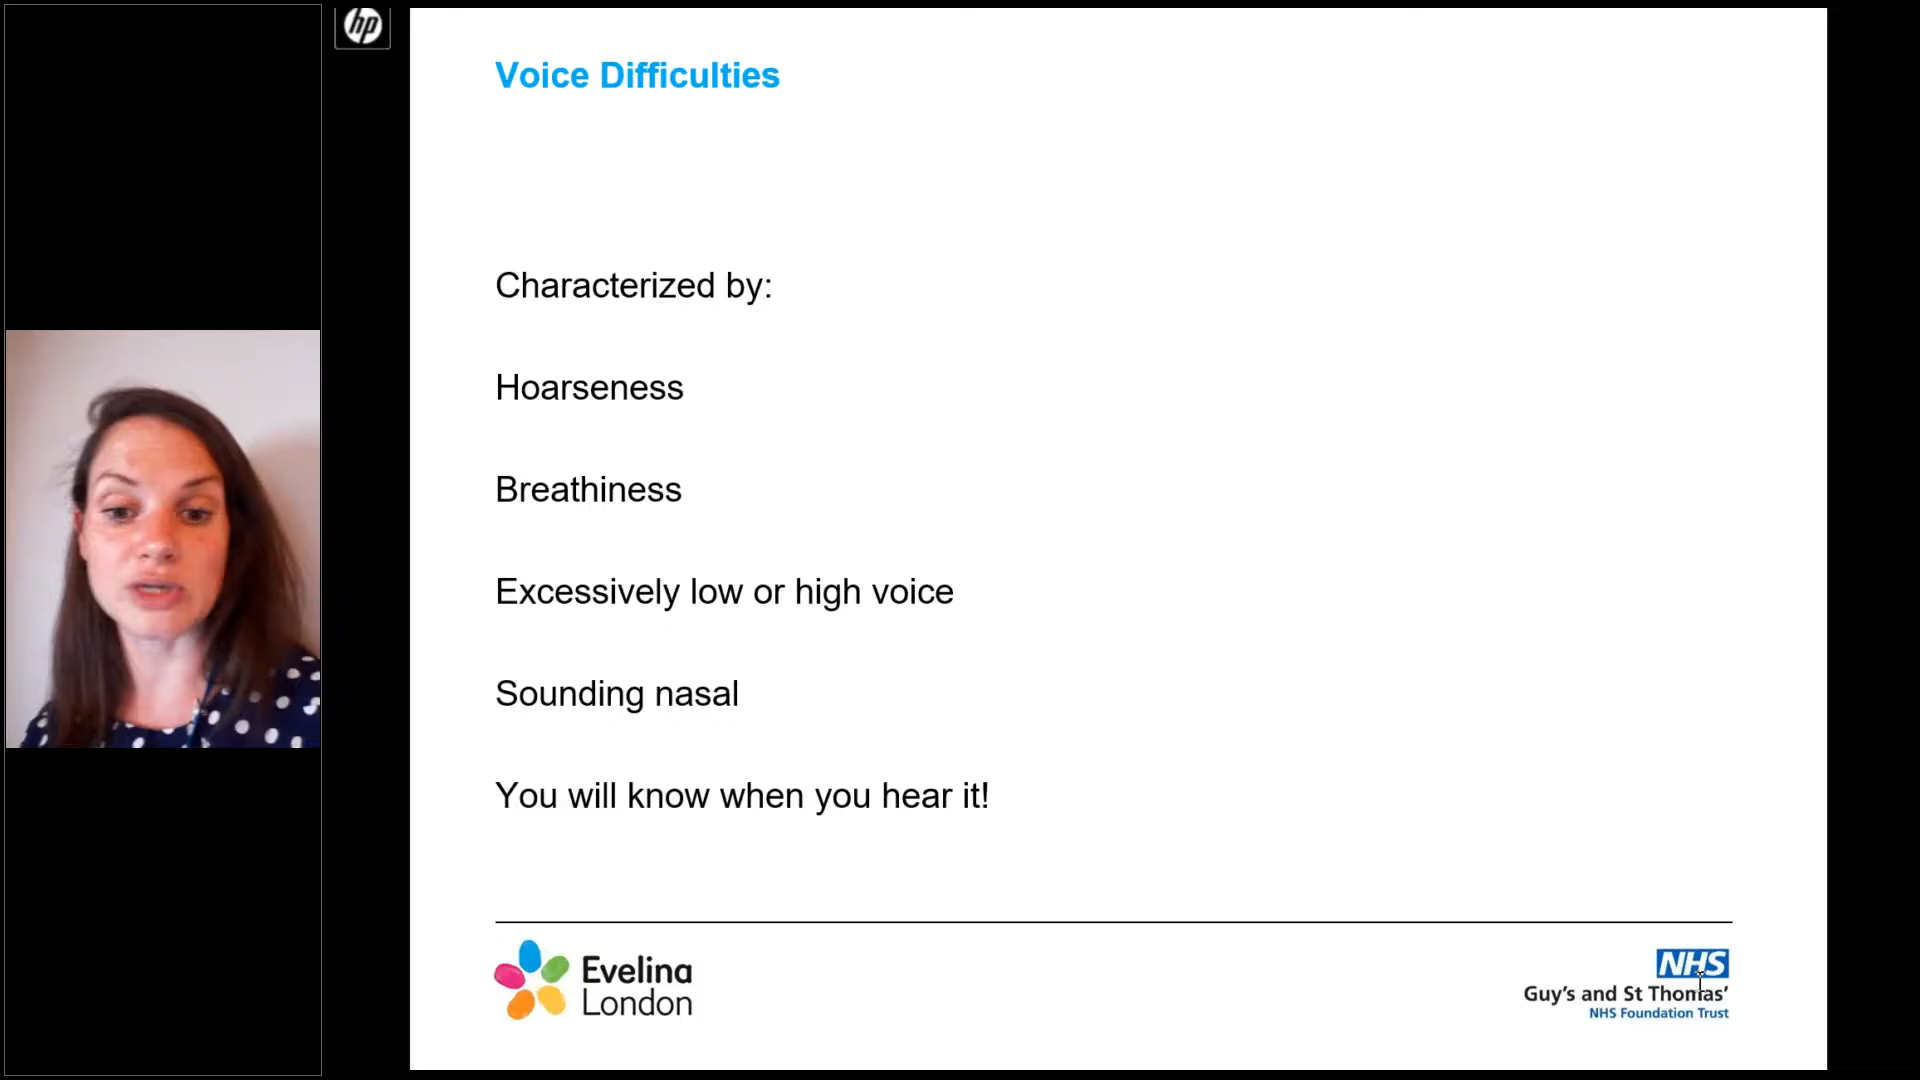 hp
Voice Difficulties
Characterized by:
Hoarseness
Breathiness
Excessively low or high voice
Sounding nasal
You will know when you hear it!
Evelina
London
NHS
Guy's and St Thomas'
NHS Foundation Trust